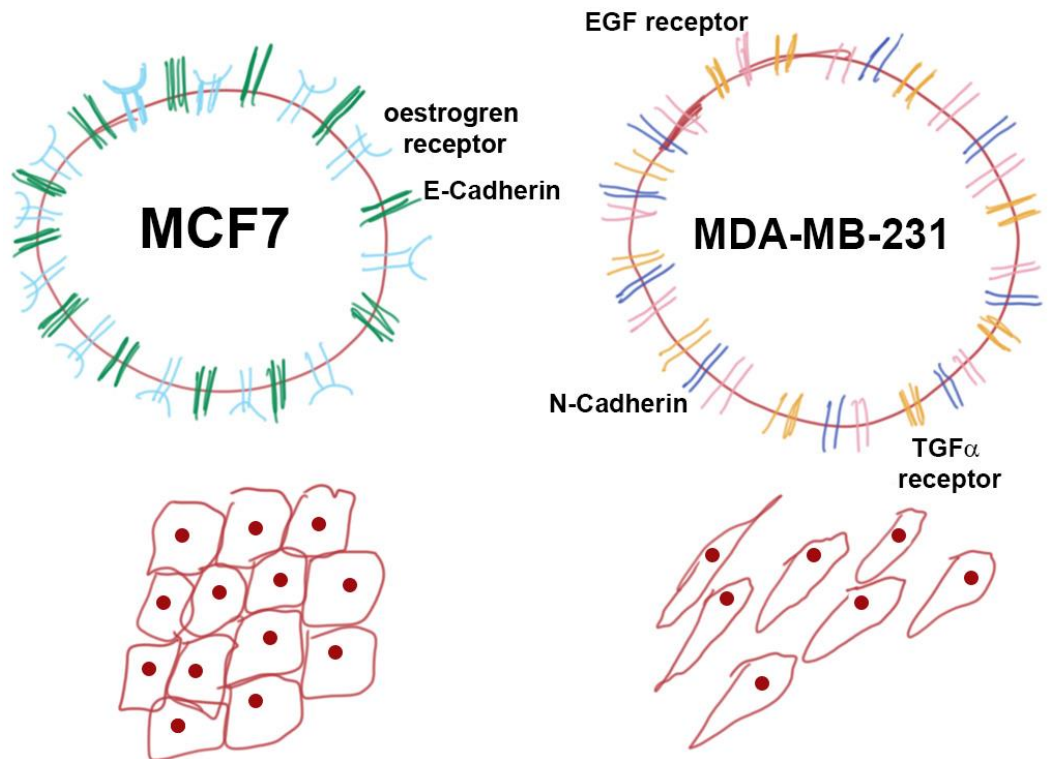 EGF receptor
oestrogren
receptor
E-Cadherin
MCF7
MDA-MB-231
N-Cadherin
TGFα
receptor